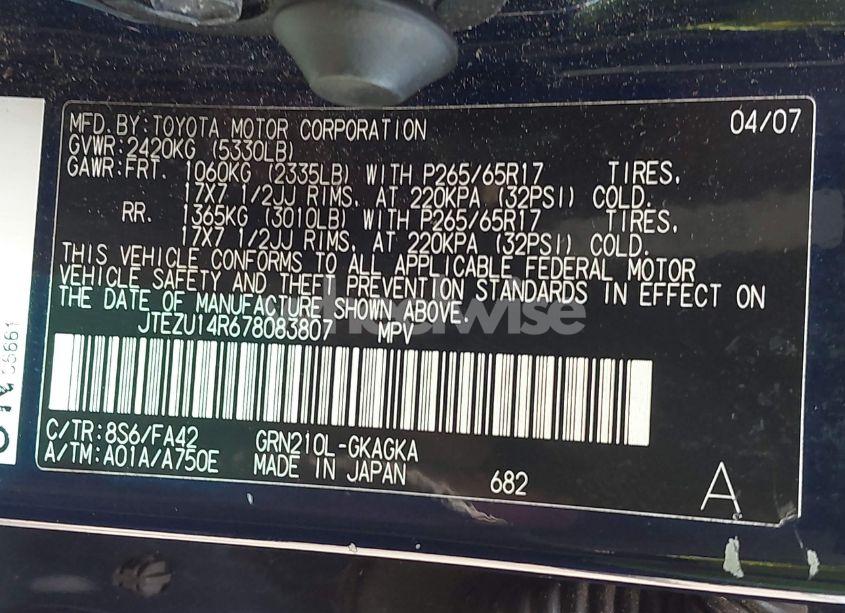 MFD. BY: TOYOTA MOTOR CORPORATION 04/07
GVWR: 2420KG (5330LB)
GAWR: FRT. 1060KG (2335LB) WITH P265/65R17 TIRES,
17X7 1/2JJ RIMS, AT 220KPA (32PSI) COLD.
RR. 1365KG (3010LB) WITH P265/65R17 TIRES,
17X7 1/2JJ RIMS, AT 220KPA (32PSI) COLD.
THIS VEHICLE CONFORMS TO ALL APPLICABLE FEDERAL MOTOR
VEHICLE SAFETY AND THEFT PREVENTION STANDARDS IN EFFECT ON
THE DATE OF MANUFACTURE SHOWN ABOVE.
JTEZU14R678083807 MPV
C/TR: 8S6/FA42 GRN210L-GKAGKA
A/TM: A01A/A750E MADE IN JAPAN 682
A